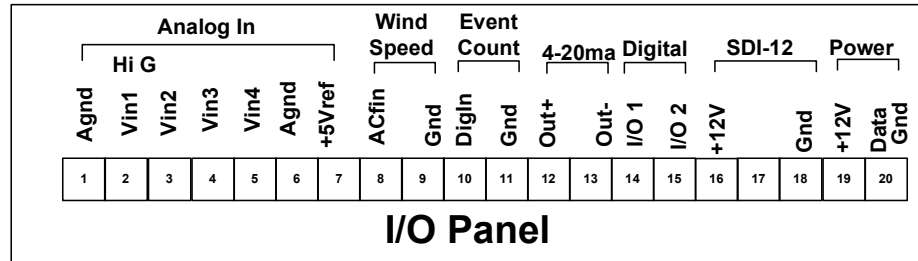 Analog In
Wind Speed
Event Count
4-20ma
Digital
SDI-12
Power
Hi G
Agnd
Vin1
Vin2
Vin3
Vin4
Agnd
+5Vref
ACfin
Gnd
DigIn
Gnd
Out+
Out-
I/O 1
I/O 2
+12V
Gnd
+12V
Data
Gnd
1 2 3 4 5 6 7 8 9 10 11 12 13 14 15 16 17 18 19 20
I/O Panel